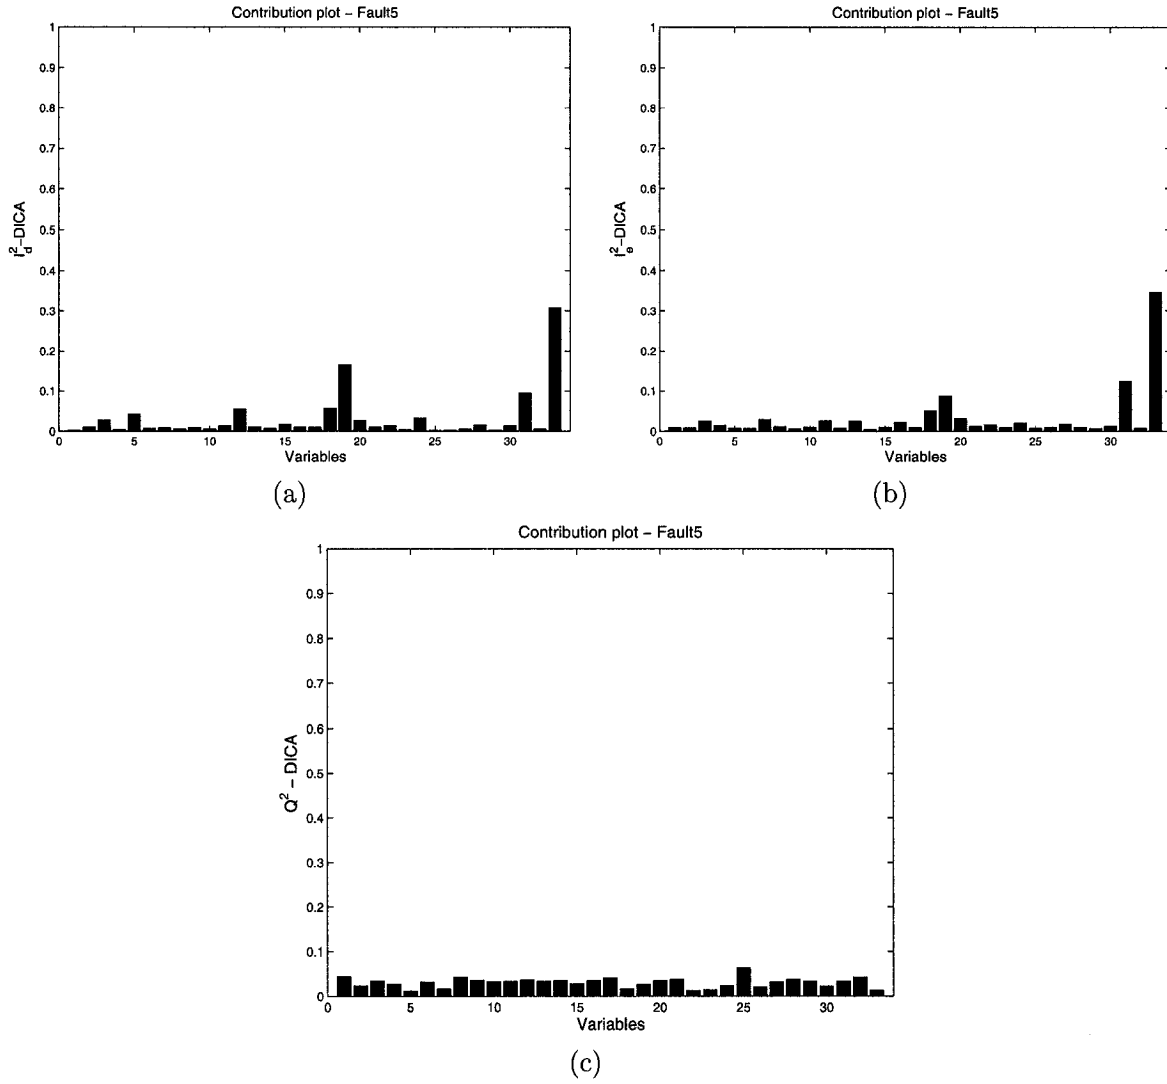 Contribution plot – Fault5
1
0.9
0.8
0.7
0.6
0.5
0.4
0.3
0.2
0.1
0
I²d-DICA
0 5 10 15 20 25 30
Variables
(a)
Contribution plot – Fault5
1
0.9
0.8
0.7
0.6
0.5
0.4
0.3
0.2
0.1
0
I²e-DICA
0 5 10 15 20 25 30
Variables
(b)
Contribution plot – Fault5
1
0.9
0.8
0.7
0.6
0.5
0.4
0.3
0.2
0.1
0
Q² – DICA
0 5 10 15 20 25 30
Variables
(c)